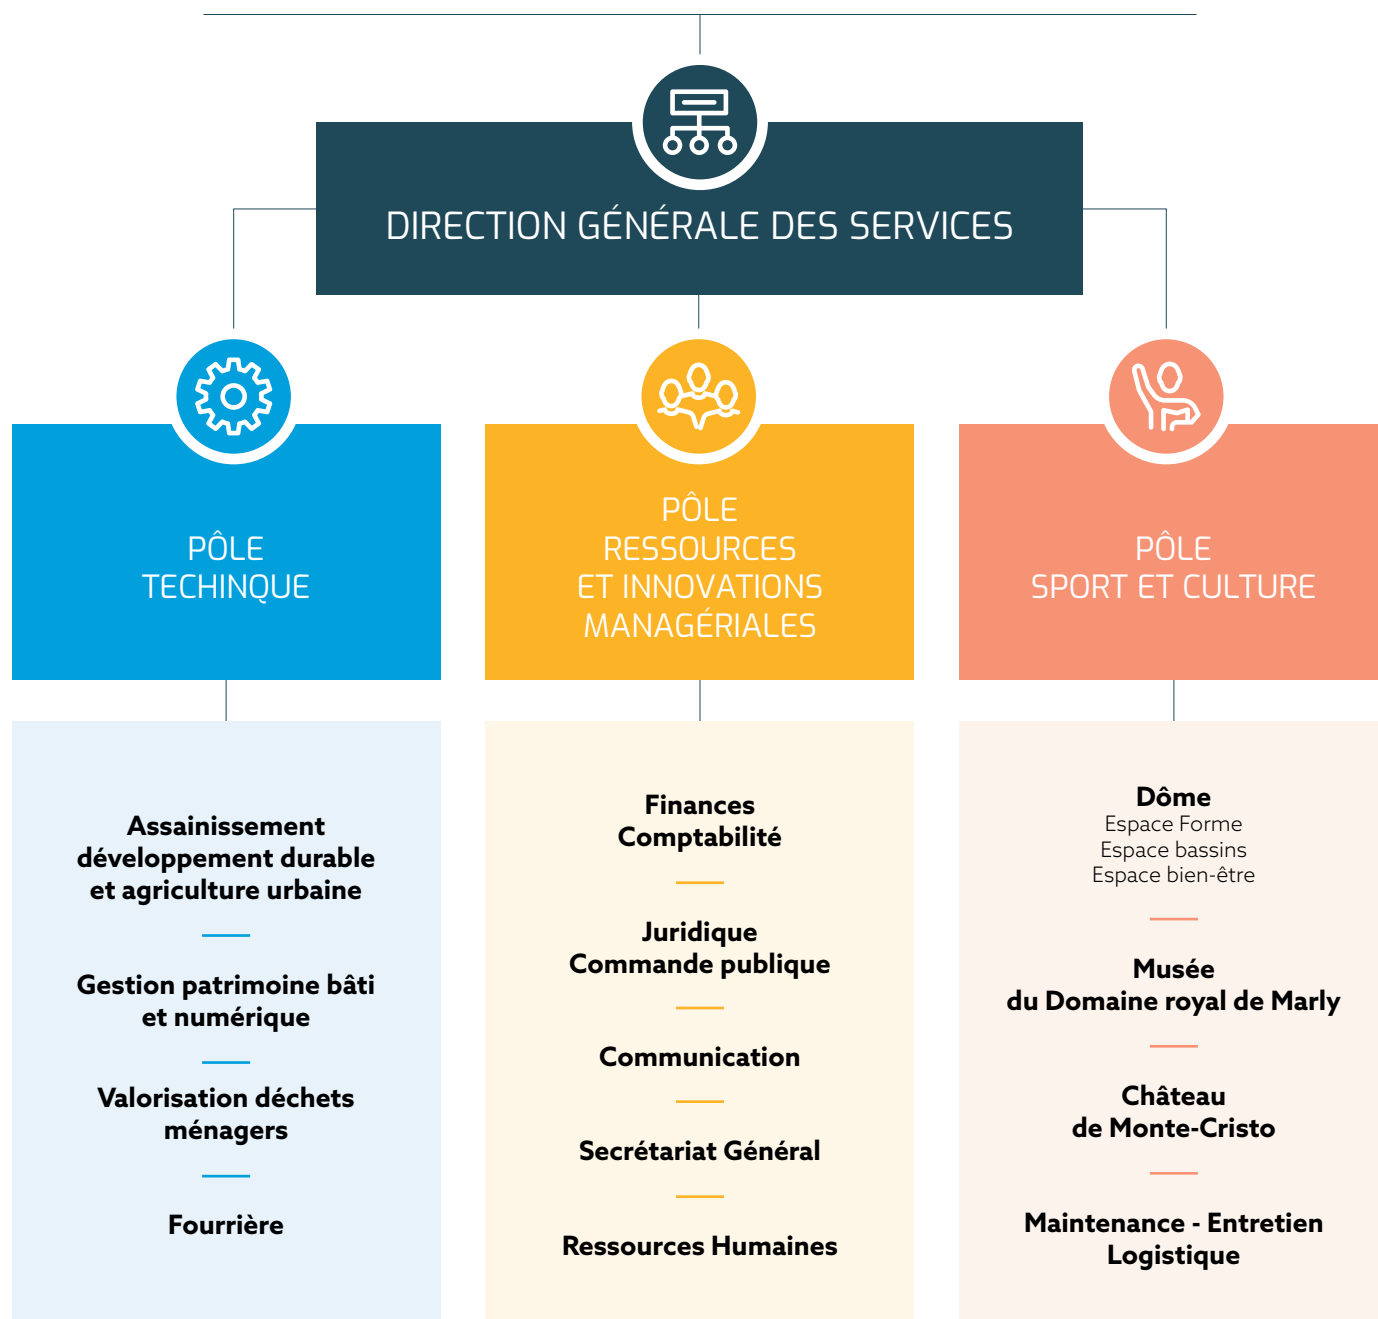 DIRECTION GÉNÉRALE DES SERVICES
PÔLE
TECHINQUE
Assainissement
développement durable
et agriculture urbaine
Gestion patrimoine bâti
et numérique
Valorisation déchets
ménagers
Fourrière
PÔLE
RESSOURCES
ET INNOVATIONS
MANAGÉRIALES
Finances
Comptabilité
Juridique
Commande publique
Communication
Secrétariat Général
Ressources Humaines
PÔLE
SPORT ET CULTURE
Dôme
Espace Forme
Espace bassins
Espace bien-être
Musée
du Domaine royal de Marly
Château
de Monte-Cristo
Maintenance - Entretien
Logistique